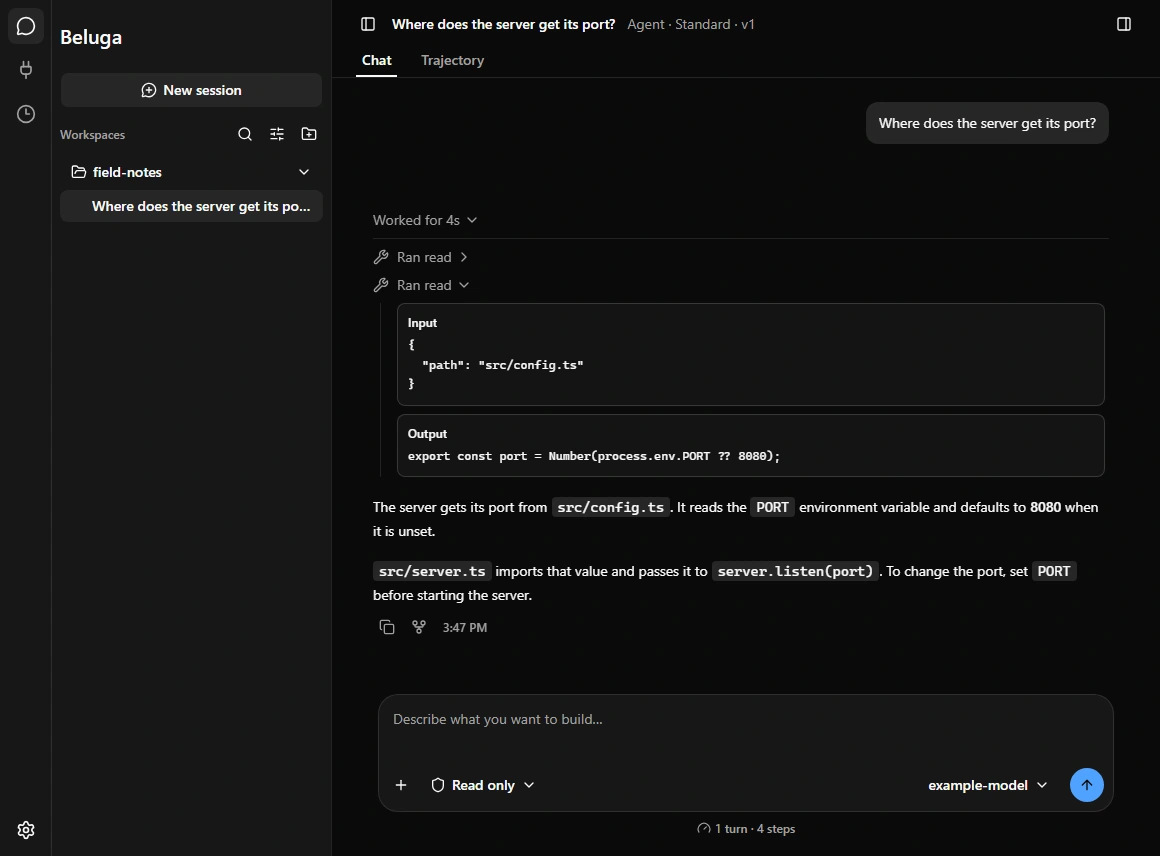 Beluga
New session
Workspaces
field-notes
Where does the server get its po...
Where does the server get its port? Agent · Standard · v1
Chat Trajectory
Where does the server get its port?
Worked for 4s
Ran read
Ran read
Input
{
  "path": "src/config.ts"
}
Output
export const port = Number(process.env.PORT ?? 8080);
The server gets its port from src/config.ts. It reads the PORT environment variable and defaults to 8080 when
it is unset.
src/server.ts imports that value and passes it to server.listen(port). To change the port, set PORT
before starting the server.
3:47 PM
Describe what you want to build...
Read only example-model
1 turn · 4 steps